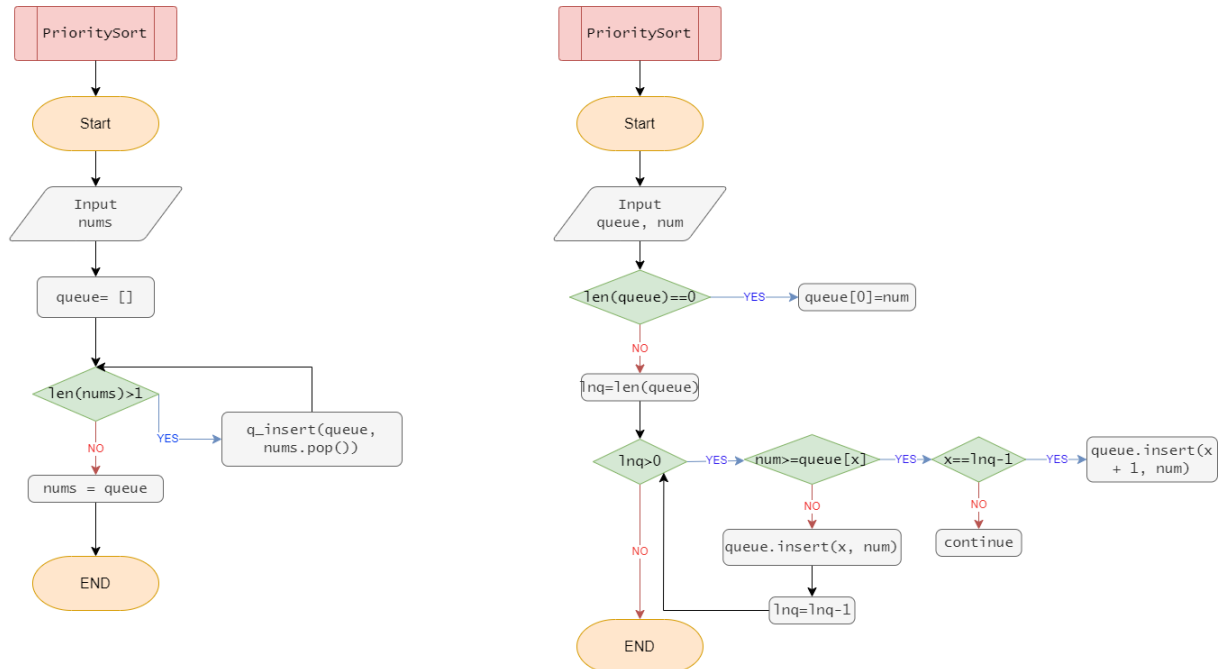 PrioritySort
Start
Input
nums
queue= []
len(nums)>1
YES
q_insert(queue,
nums.pop())
NO
nums = queue
END
PrioritySort
Start
Input
queue, num
len(queue)==0
YES
queue[0]=num
NO
lnq=len(queue)
lnq>0
YES
num>=queue[x]
YES
x==lnq-1
YES
queue.insert(x
+ 1, num)
NO
continue
NO
queue.insert(x, num)
lnq=lnq-1
NO
END